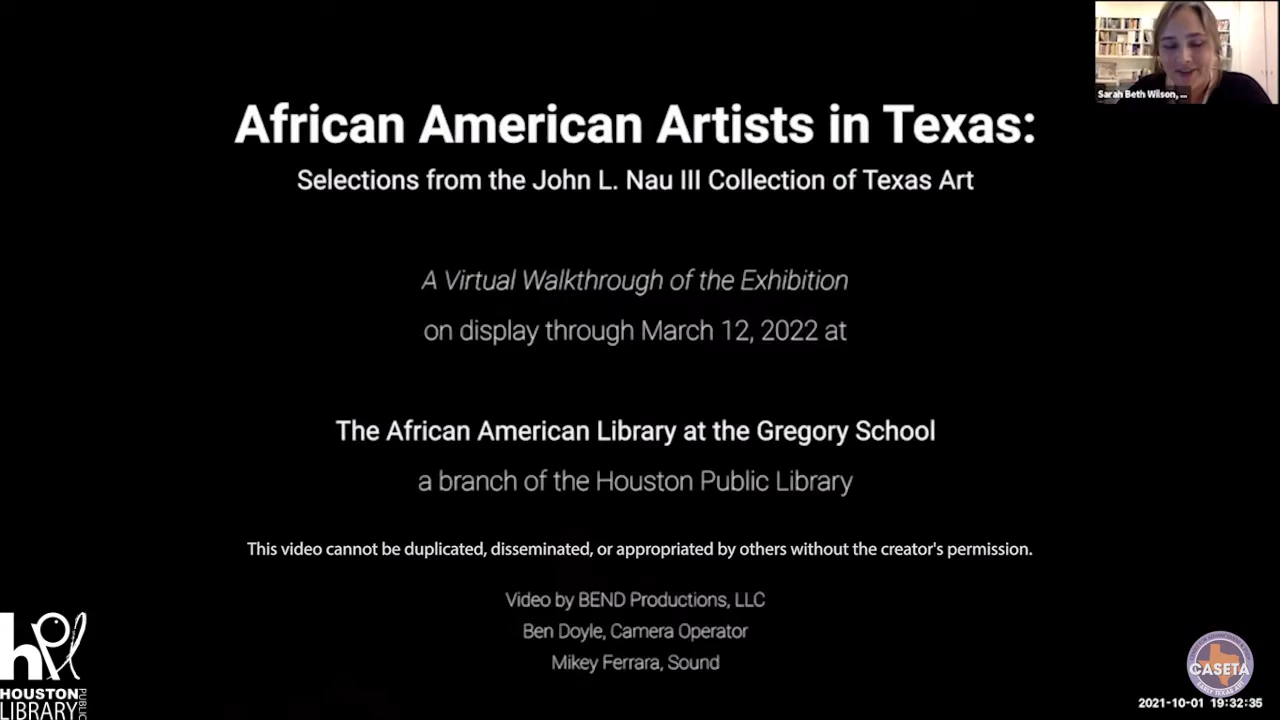 Sarah Beth Wilson, ...
African American Artists in Texas:
Selections from the John L. Nau III Collection of Texas Art
A Virtual Walkthrough of the Exhibition
on display through March 12, 2022 at
The African American Library at the Gregory School
a branch of the Houston Public Library
This video cannot be duplicated, disseminated, or appropriated by others without the creator's permission.
Video by BEND Productions, LLC
Ben Doyle, Camera Operator
Mikey Ferrara, Sound
hpl
HOUSTON
LIBRARY
PUBLIC
CASETA
EARLY TEXAS ART
2021-10-01 19:32:35